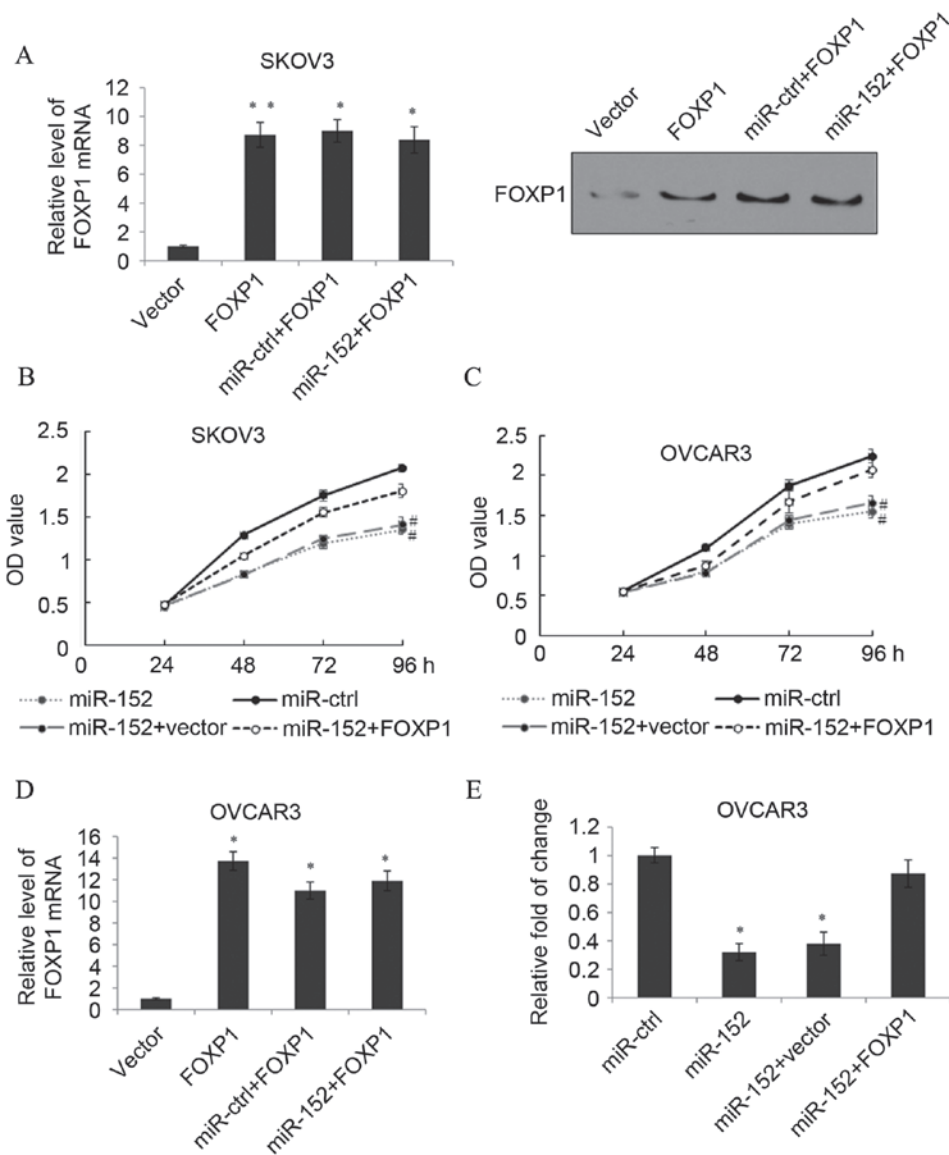 A
SKOV3
Relative level of
FOXP1 mRNA
12
10
8
6
4
2
0
* *
*
*
Vector
FOXP1
miR-ctrl+FOXP1
miR-152+FOXP1
Vector
FOXP1
miR-ctrl+FOXP1
miR-152+FOXP1
FOXP1
B
SKOV3
OD value
2.5
2
1.5
1
0.5
0
#
#
0 24 48 72 96 h
miR-152
miR-ctrl
miR-152+vector
miR-152+FOXP1
C
OVCAR3
OD value
2.5
2
1.5
1
0.5
0
#
#
0 24 48 72 96 h
miR-152
miR-ctrl
miR-152+vector
miR-152+FOXP1
D
OVCAR3
Relative level of
FOXP1 mRNA
16
14
12
10
8
6
4
2
0
*
*
*
Vector
FOXP1
miR-ctrl+FOXP1
miR-152+FOXP1
E
OVCAR3
Relative fold of change
1.2
1
0.8
0.6
0.4
0.2
0
*
*
miR-ctrl
miR-152
miR-152+vector
miR-152+FOXP1